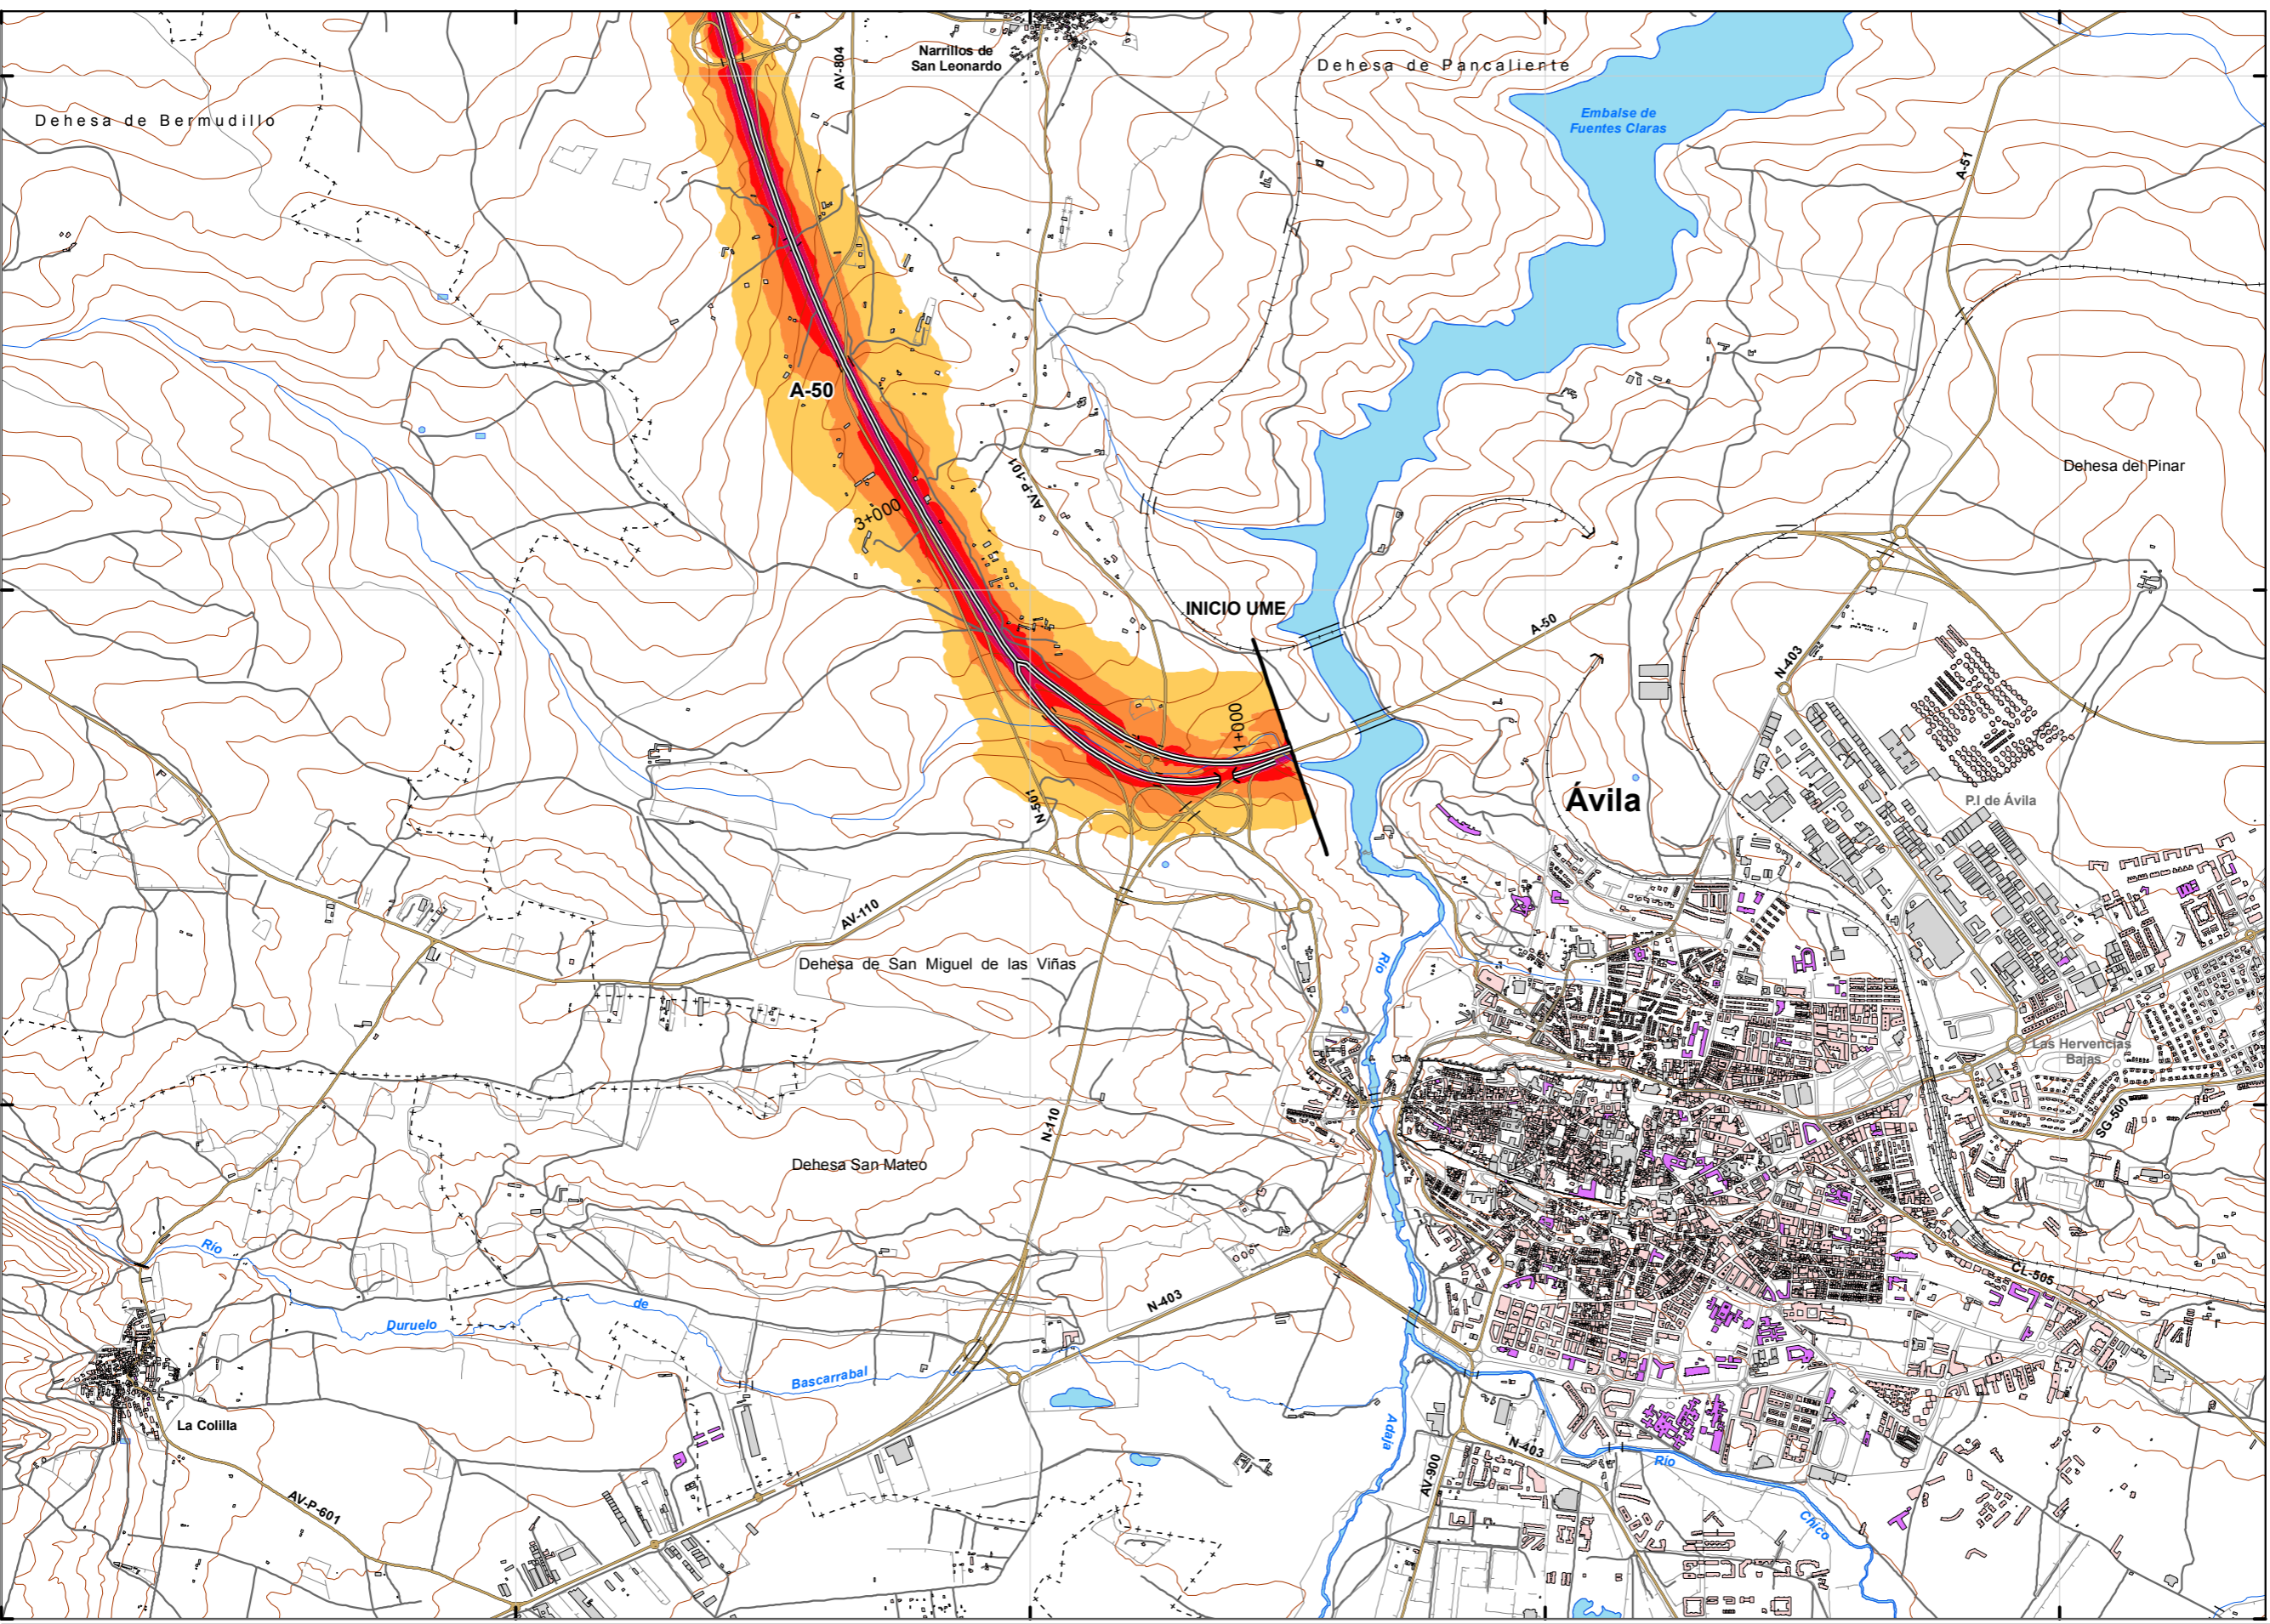 Narrillos de
San Leonardo
AV-804
Dehesa de Pancaliente
Dehesa de Bermudillo
Embalse de
Fuentes Claras
A-51
A-50
AV-P-101
Dehesa del Pinar
3+000
INICIO UME
A-50
N-403
1+000
N-501
Ávila
P.I de Ávila
AV-110
Dehesa de San Miguel de las Viñas
Río
Las Hervencias
Bajas
SG-500
N-110
Dehesa San Mateo
Río
de
Duruelo
Bascarrabal
N-403
CL-505
La Colilla
Adaja
N-403
Río
AV-900
AV-P-601
Chico